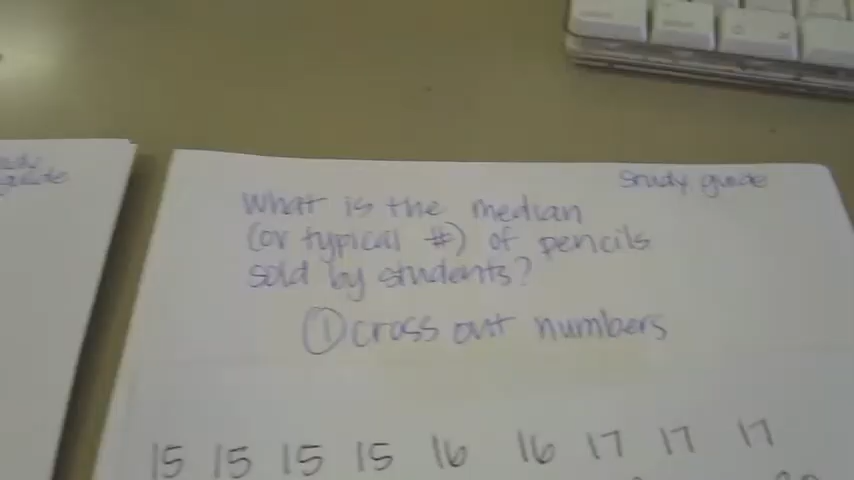 Study guide
What is the median
(or typical #) of pencils
sold by students?
① cross out numbers
15 15 15 15 16 16 17 17 17